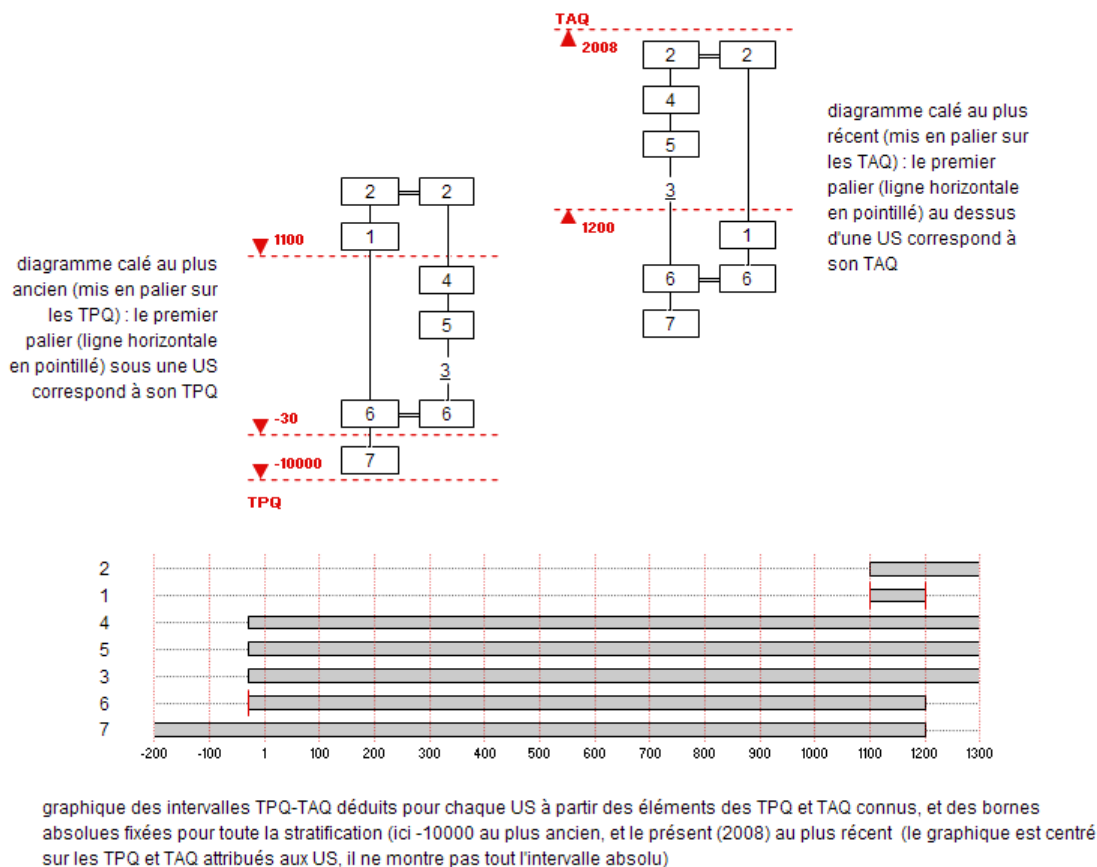 TAQ
2008
2 2
4
5
3
1200
1
6 6
7
diagramme calé au plus
récent (mis en palier sur
les TAQ) : le premier
palier (ligne horizontale
en pointillé) au dessus
d'une US correspond à
son TAQ
diagramme calé au plus
ancien (mis en palier sur
les TPQ) : le premier
palier (ligne horizontale
en pointillé) sous une US
correspond à son TPQ
2 2
1
1100
4
5
3
6 6
-30
7
-10000
TPQ
2
1
4
5
3
6
7
-200 -100 1 100 200 300 400 500 600 700 800 900 1000 1100 1200 1300
graphique des intervalles TPQ-TAQ déduits pour chaque US à partir des éléments des TPQ et TAQ connus, et des bornes
absolues fixées pour toute la stratification (ici -10000 au plus ancien, et le présent (2008) au plus récent (le graphique est centré
sur les TPQ et TAQ attribués aux US, il ne montre pas tout l'intervalle absolu)